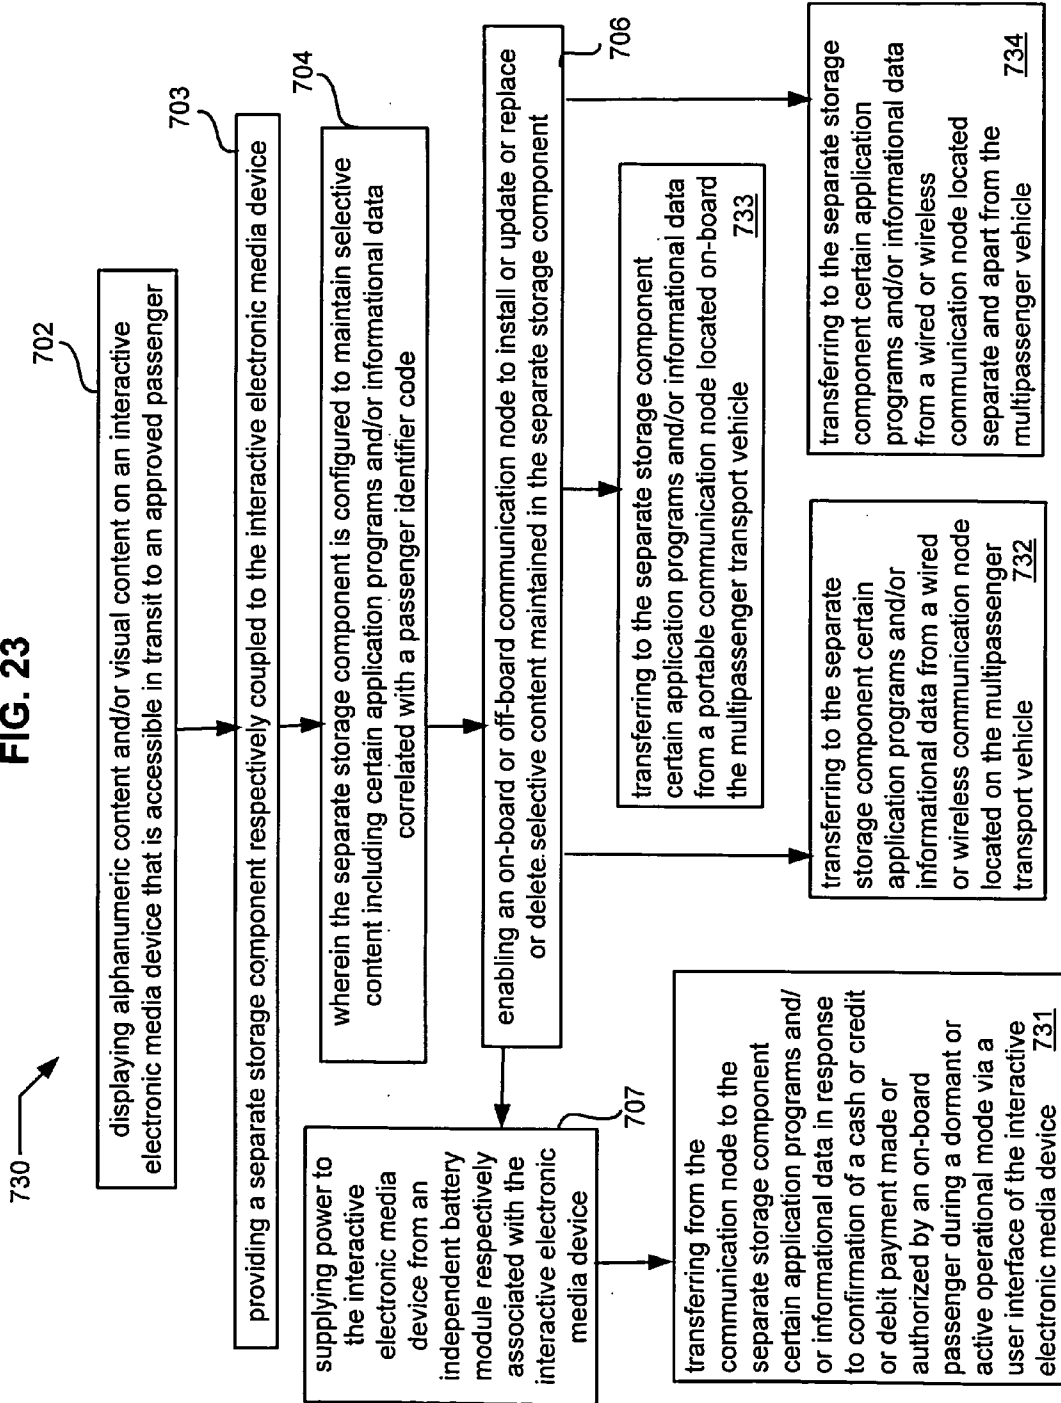 FIG. 23
730
702
displaying alphanumeric content and/or visual content on an interactive
electronic media device that is accessible in transit to an approved passenger
703
providing a separate storage component respectively coupled to the interactive electronic media device
704
wherein the separate storage component is configured to maintain selective
content including certain application programs and/or informational data
correlated with a passenger identifier code
706
enabling an on-board or off-board communication node to install or update or replace
or delete selective content maintained in the separate storage component
707
supplying power to
the interactive
electronic media
device from an
independent battery
module respectively
associated with the
interactive electronic
media device
transferring from the
communication node to the
separate storage component
certain application programs and/
or informational data in response
to confirmation of a cash or credit
or debit payment made or
authorized by an on-board
passenger during a dormant or
active operational mode via a
user interface of the interactive
electronic media device 731
transferring to the separate
storage component certain
application programs and/or
informational data from a wired
or wireless communication node
located on the multipassenger
transport vehicle 732
transferring to the separate storage component
certain application programs and/or informational data
from a portable communication node located on-board
the multipassenger transport vehicle 733
transferring to the separate storage
component certain application
programs and/or informational data
from a wired or wireless
communication node located
separate and apart from the
multipassenger vehicle 734